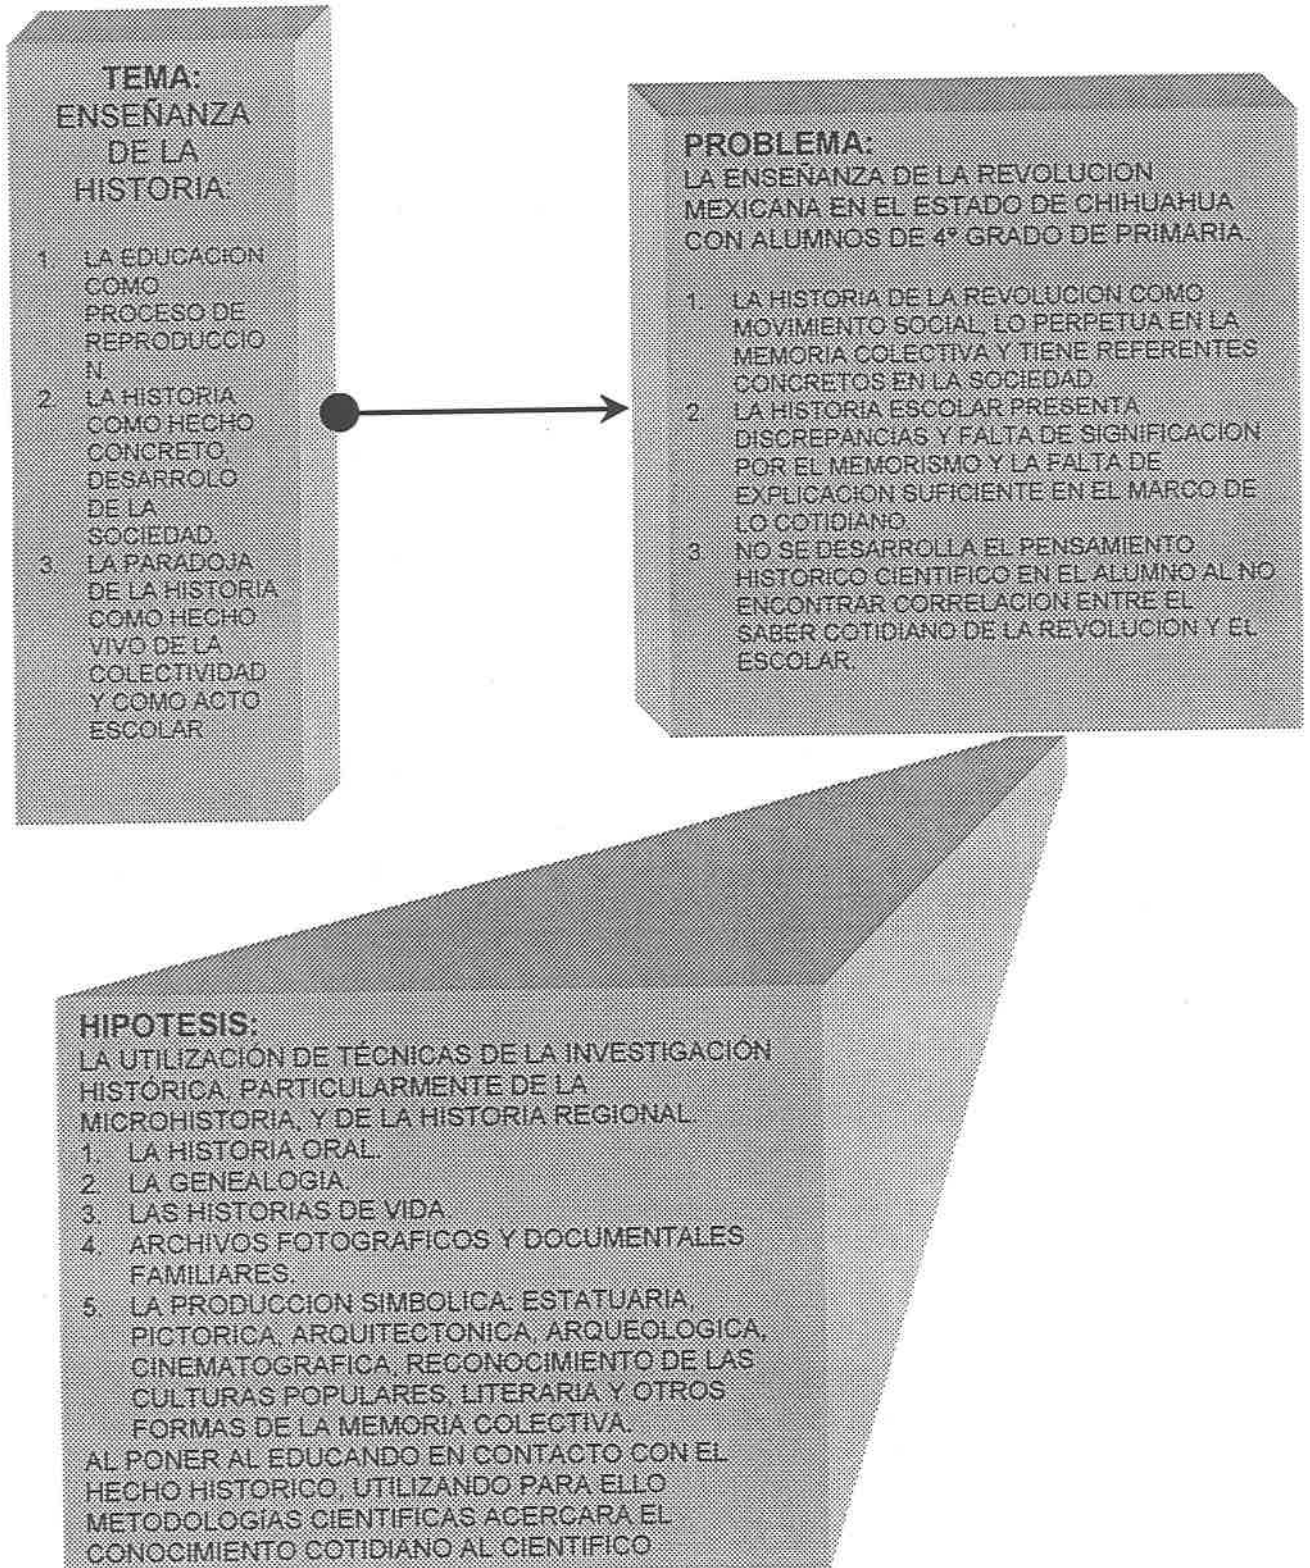 TEMA:
ENSEÑANZA
DE LA
HISTORIA:
1. LA EDUCACION
COMO
PROCESO DE
REPRODUCCIO
N.
2. LA HISTORIA
COMO HECHO
CONCRETO,
DESARROLO
DE LA
SOCIEDAD.
3. LA PARADOJA
DE LA HISTORIA
COMO HECHO
VIVO DE LA
COLECTIVIDAD
Y COMO ACTO
ESCOLAR
PROBLEMA:
LA ENSEÑANZA DE LA REVOLUCION
MEXICANA EN EL ESTADO DE CHIHUAHUA
CON ALUMNOS DE 4º GRADO DE PRIMARIA.
1. LA HISTORIA DE LA REVOLUCION COMO
MOVIMIENTO SOCIAL, LO PERPETUA EN LA
MEMORIA COLECTIVA Y TIENE REFERENTES
CONCRETOS EN LA SOCIEDAD.
2. LA HISTORIA ESCOLAR PRESENTA
DISCREPANCIAS Y FALTA DE SIGNIFICACION
POR EL MEMORISMO Y LA FALTA DE
EXPLICACION SUFICIENTE EN EL MARCO DE
LO COTIDIANO.
3. NO SE DESARROLLA EL PENSAMIENTO
HISTORICO CIENTIFICO EN EL ALUMNO AL NO
ENCONTRAR CORRELACION ENTRE EL
SABER COTIDIANO DE LA REVOLUCION Y EL
ESCOLAR.
HIPOTESIS:
LA UTILIZACIÓN DE TÉCNICAS DE LA INVESTIGACIÓN
HISTÓRICA, PARTICULARMENTE DE LA
MICROHISTORIA, Y DE LA HISTORIA REGIONAL.
1. LA HISTORIA ORAL.
2. LA GENEALOGIA.
3. LAS HISTORIAS DE VIDA.
4. ARCHIVOS FOTOGRAFICOS Y DOCUMENTALES
FAMILIARES.
5. LA PRODUCCION SIMBOLICA: ESTATUARIA,
PICTORICA, ARQUITECTONICA, ARQUEOLOGICA,
CINEMATOGRAFICA, RECONOCIMIENTO DE LAS
CULTURAS POPULARES, LITERARIA Y OTROS
FORMAS DE LA MEMORIA COLECTIVA.
AL PONER AL EDUCANDO EN CONTACTO CON EL
HECHO HISTORICO, UTILIZANDO PARA ELLO
METODOLOGÍAS CIENTIFICAS ACERCARA EL
CONOCIMIENTO COTIDIANO AL CIENTIFICO